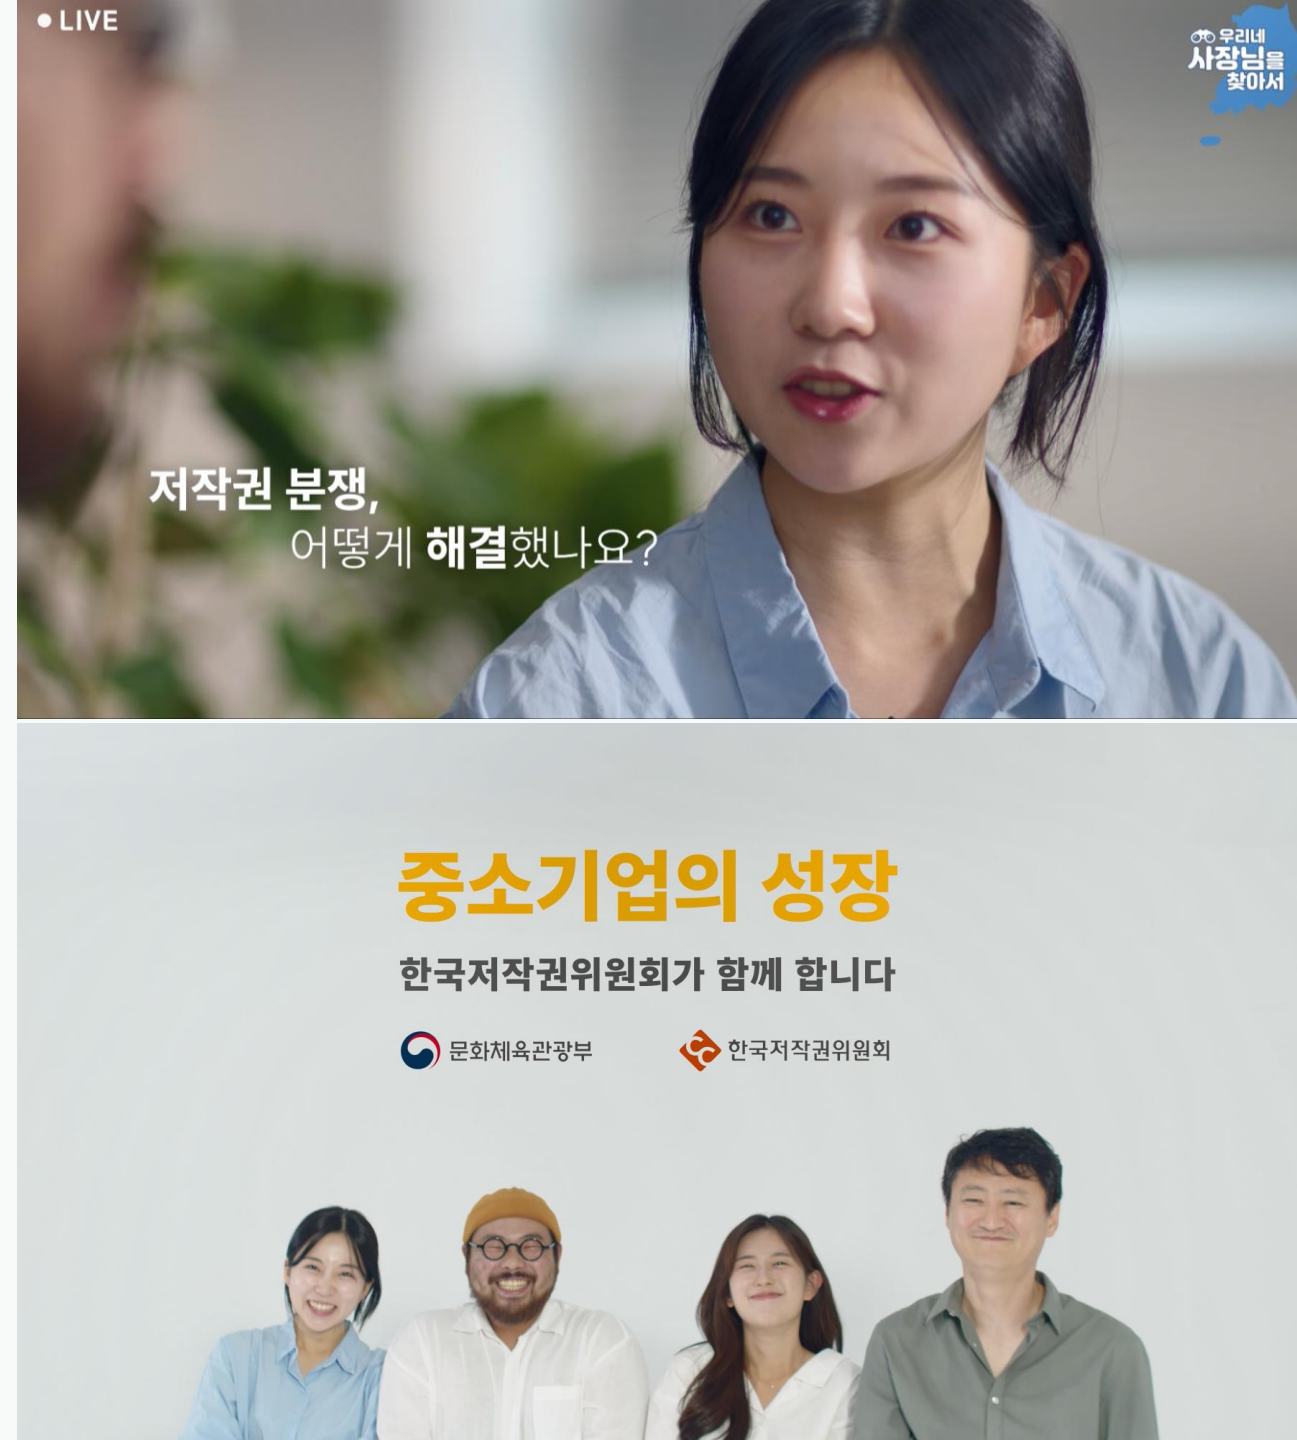 LIVE
우리네
사장님을
찾아서
저작권 분쟁,
어떻게 해결했나요?
중소기업의 성장
한국저작권위원회가 함께 합니다
문화체육관광부
CC 한국저작권위원회